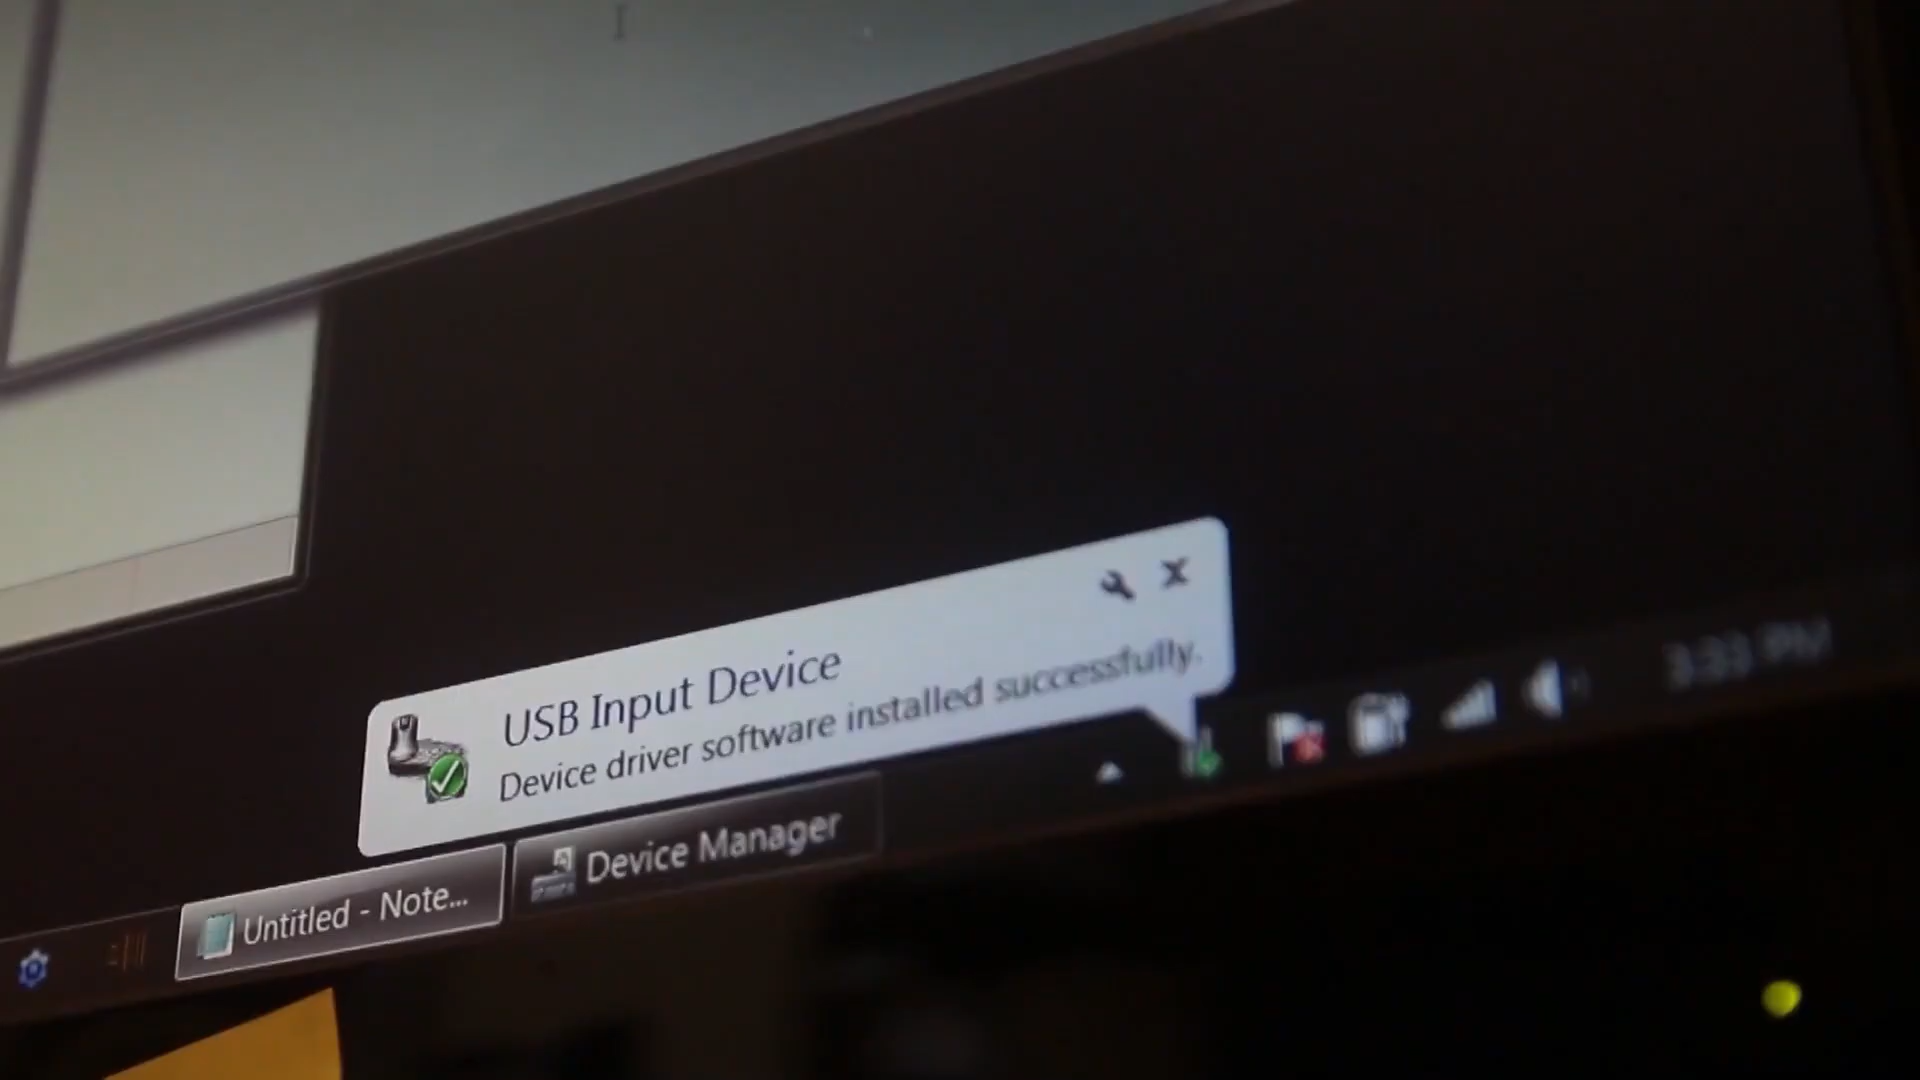 USB Input Device
Device driver software installed successfully.
Untitled - Note...
Device Manager